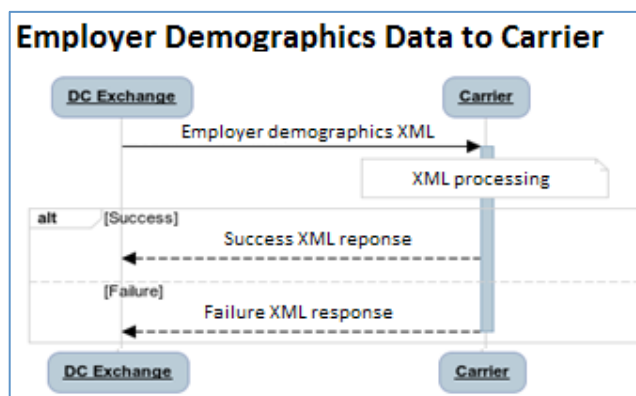 Employer Demographics Data to Carrier
DC Exchange
Carrier
Employer demographics XML
XML processing
alt
[Success]
Success XML reponse
[Failure]
Failure XML response
DC Exchange
Carrier